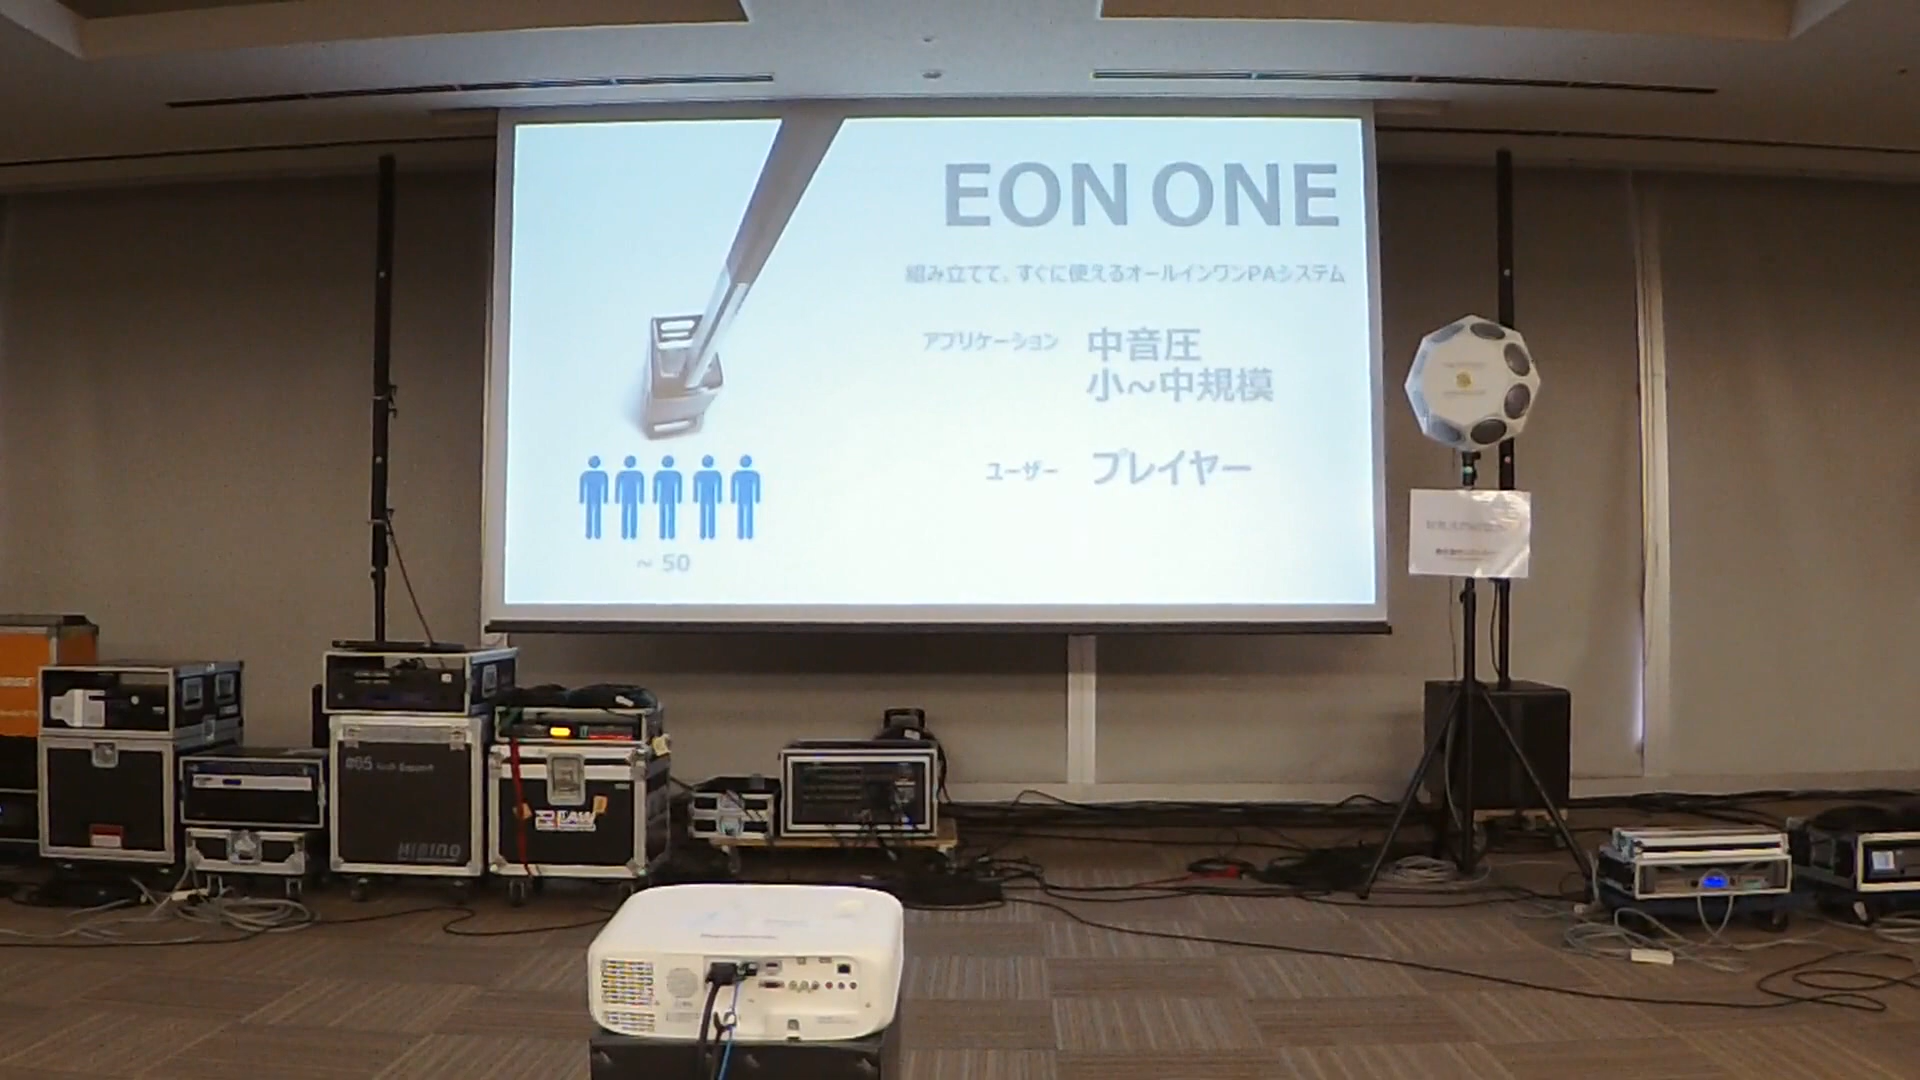 EON ONE
組み立てて、すぐに使えるオールインワンPAシステム
アプリケーション 中音圧
小～中規模
ユーザー プレイヤー
～ 50
HIBINO